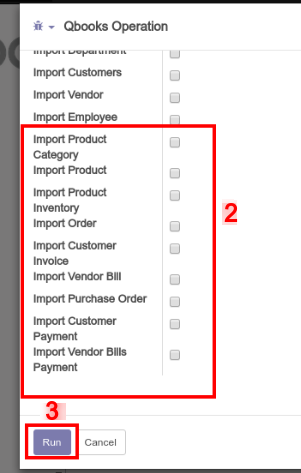 Qbooks Operation
Import Department
Import Customers
Import Vendor
Import Employee
Import Product
Category
Import Product
Import Product
Inventory
Import Order
Import Customer
Invoice
Import Vendor Bill
Import Purchase Order
Import Customer
Payment
Import Vendor Bills
Payment
2
3
Run
Cancel